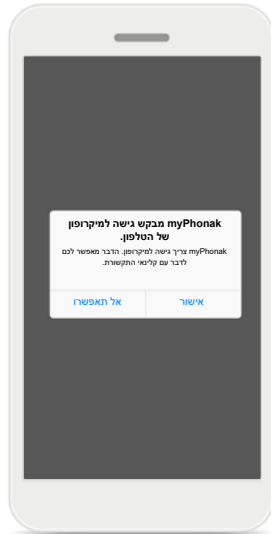 myPhonak מבקש גישה למיקרופון
של הטלפון.
myPhonak צריך גישה למיקרופון. הדבר מאפשר לכם
לדבר עם קלינאי התקשורת.
אישור
אל תאפשרו